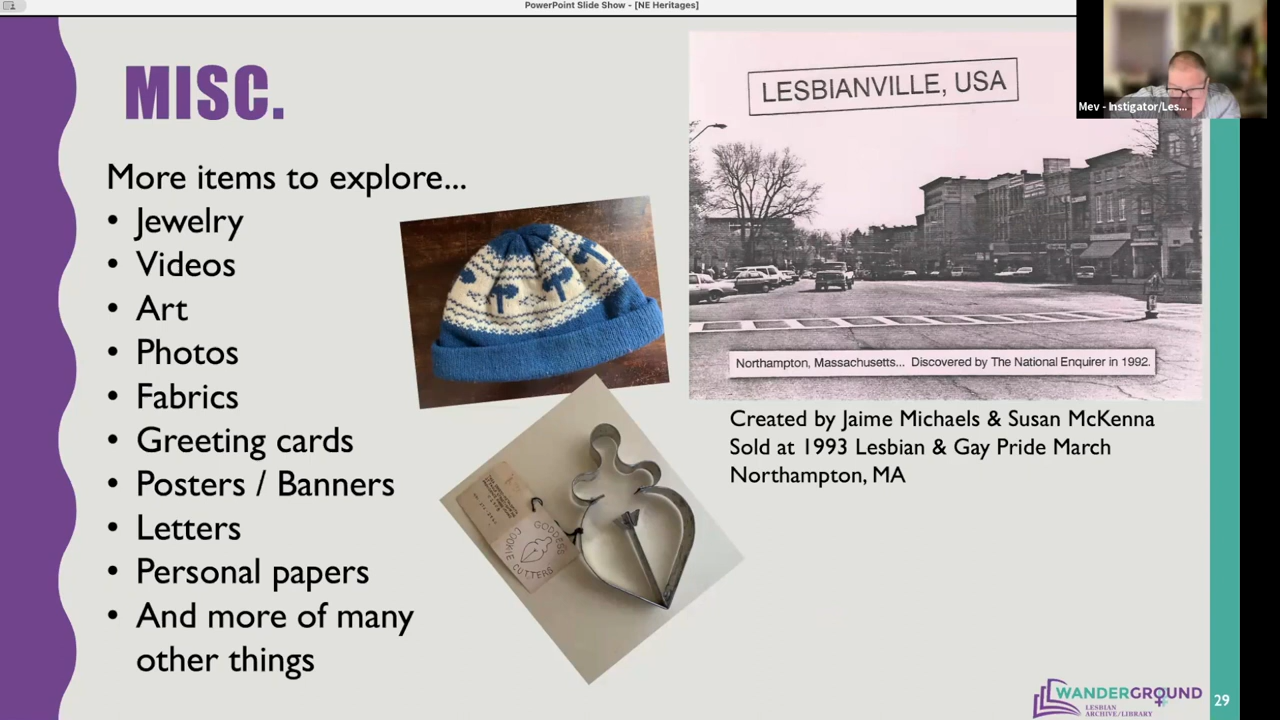 PowerPoint Slide Show - [NE Heritages]
MISC.
More items to explore...
• Jewelry
• Videos
• Art
• Photos
• Fabrics
• Greeting cards
• Posters / Banners
• Letters
• Personal papers
• And more of many
other things
GODDESS
COOKIE CUTTERS
LESBIANVILLE, USA
Mev - Instigator/Les...
Northampton, Massachusetts... Discovered by The National Enquirer in 1992.
Created by Jaime Michaels & Susan McKenna
Sold at 1993 Lesbian & Gay Pride March
Northampton, MA
WANDERGROUND
LESBIAN
ARCHIVE/LIBRARY
29